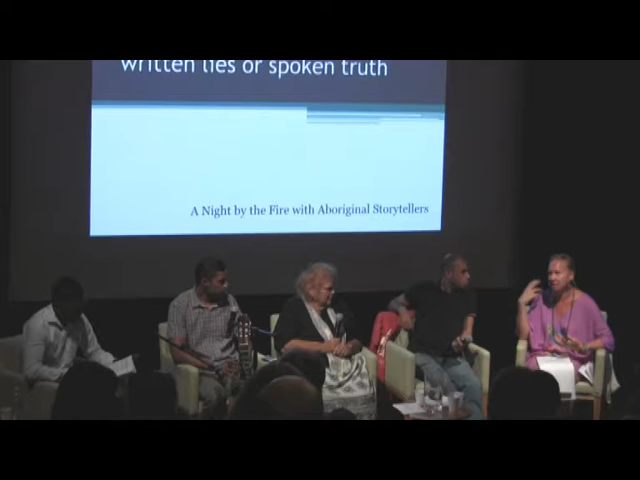 written lies or spoken truth
A Night by the Fire with Aboriginal Storytellers